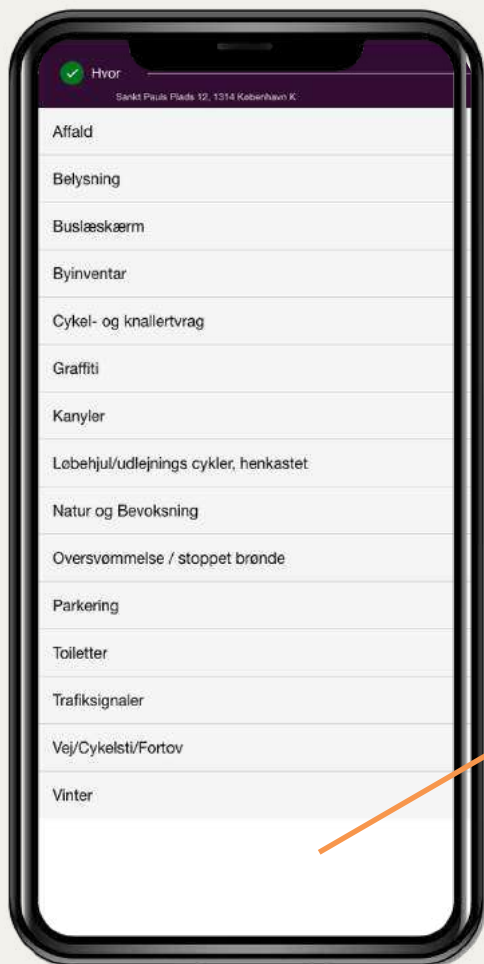 Hvor
Sankt Pauls Plads 12, 1314 København K
Affald
Belysning
Buslæskærm
Byinventar
Cykel- og knallertvrag
Graffiti
Kanyler
Løbehjul/udlejnings cykler, henkastet
Natur og Bevoksning
Oversvømmelse / stoppet brønde
Parkering
Toiletter
Trafiksignaler
Vej/Cykelsti/Fortov
Vinter